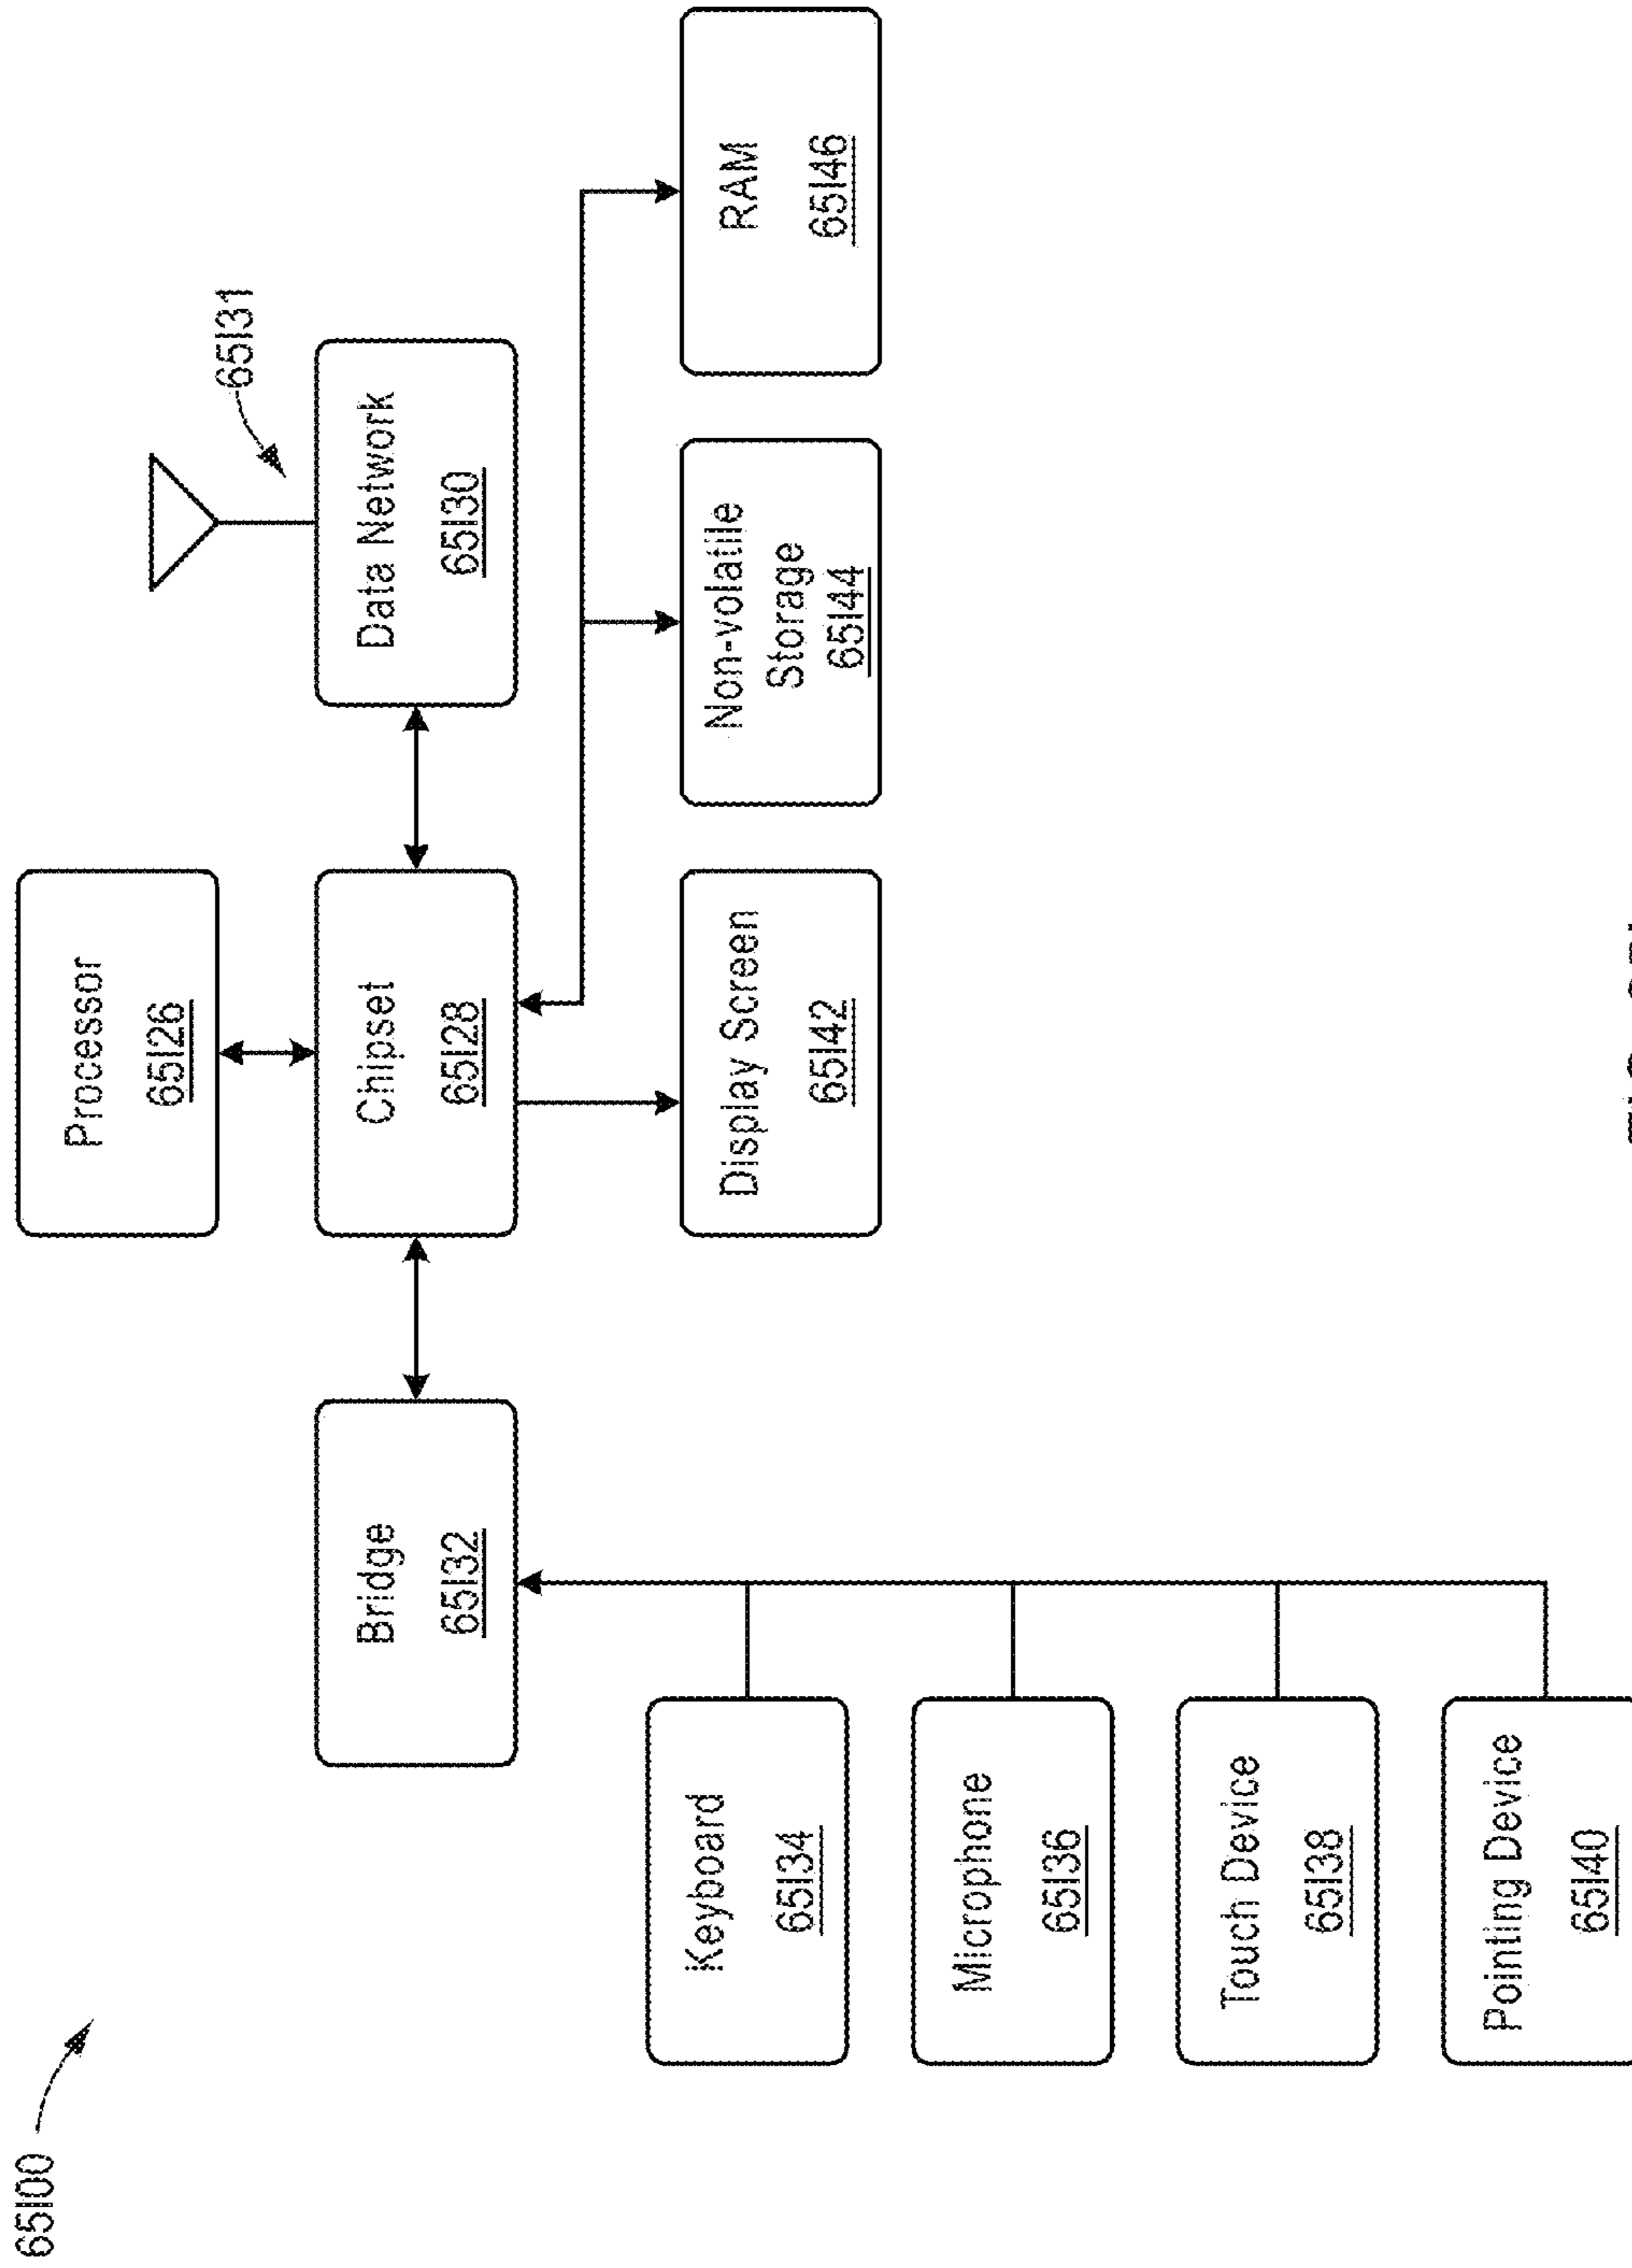 65I00
Processor
65I26
65I31
Bridge
65I32
Chipset
65I28
Data Network
65I30
Keyboard
65I34
Display Screen
65I42
Non-volatile
Storage
65I44
RAM
65I46
Microphone
65I36
Touch Device
65I38
Pointing Device
65I40